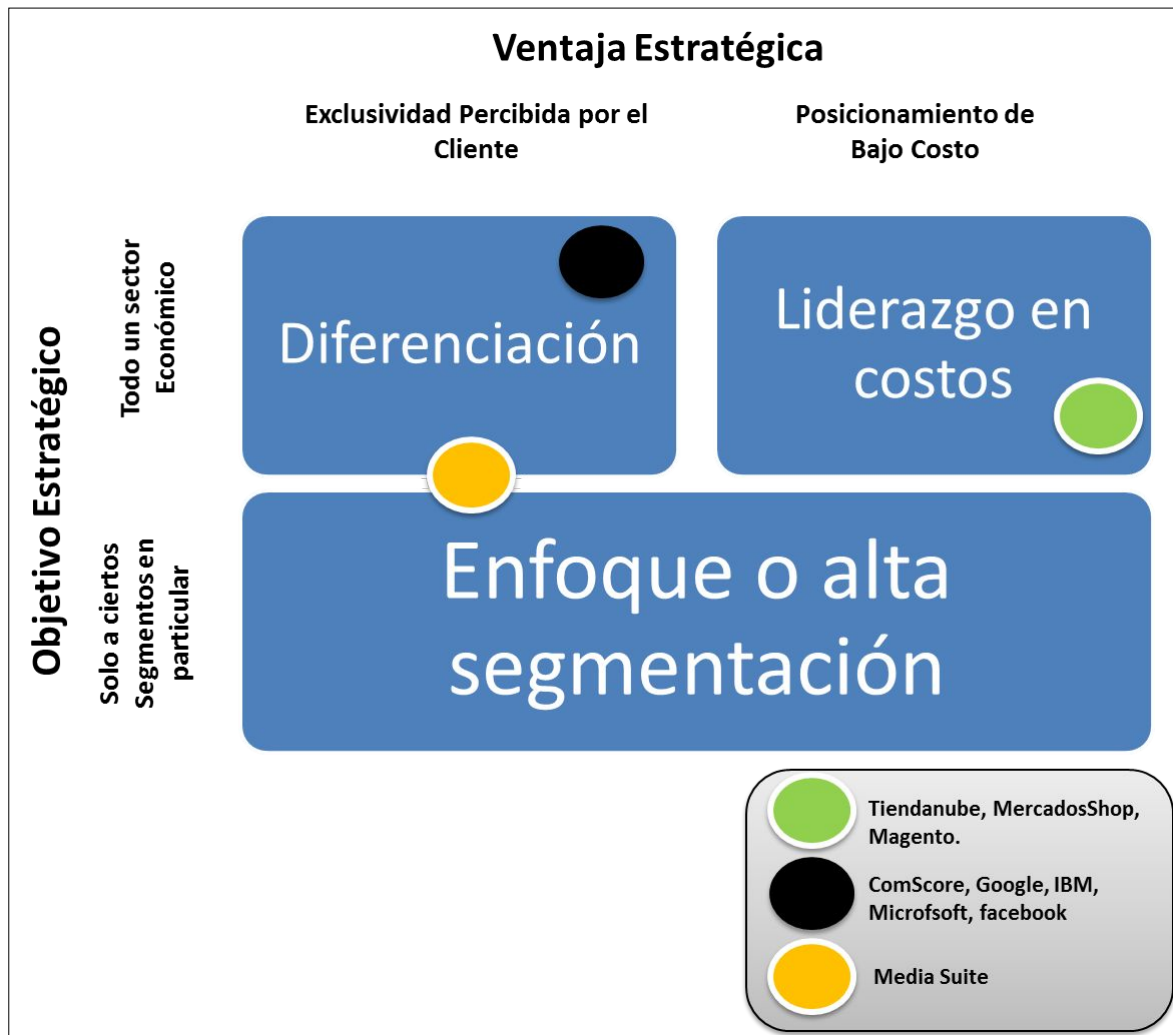 Ventaja Estratégica
Exclusividad Percibida por el
Cliente
Posicionamiento de
Bajo Costo
Objetivo Estratégico
Todo un sector
Económico
Solo a ciertos
Segmentos en
particular
Diferenciación
Liderazgo en
costos
Enfoque o alta
segmentación
Tiendanube, MercadosShop,
Magento.
ComScore, Google, IBM,
Microfsoft, facebook
Media Suite